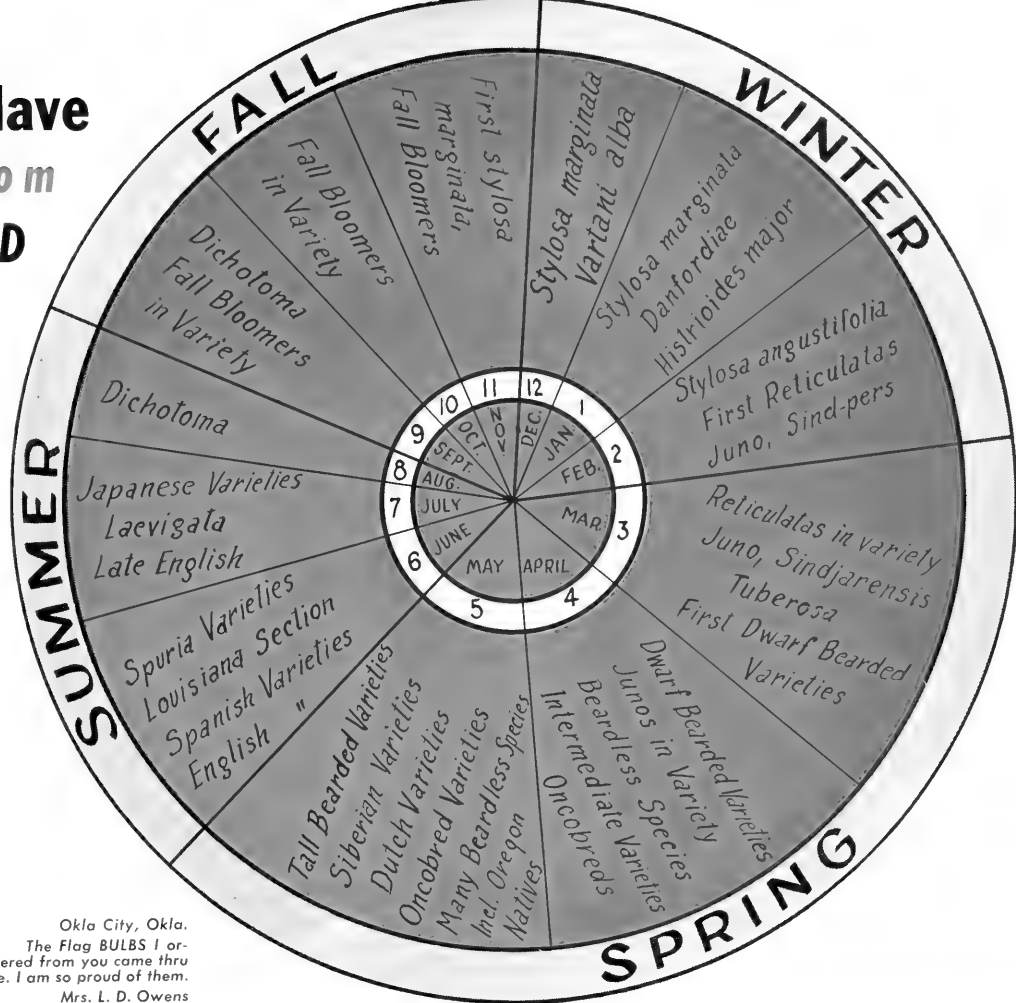 lave
o m
D
FALL
WINTER
SPRING
SUMMER
12
DEC.
Stylosa marginata
Vartani alba
1
JAN.
Stylosa marginata
Danfordiae
Histrioides major
2
FEB.
Stylosa angustifolia
First Reticulatas
Juno, Sind-pers
3
MAR.
Reticulatas in variety
Juno, Sindjarensis
Tuberosa
First Dwarf Bearded
Varieties
4
APRIL
Dwarf Bearded Varieties
Junos in Variety
Beardless Species
Intermediate Varieties
Oncobreds
5
MAY
Tall Bearded Varieties
Siberian Varieties
Dutch Varieties
Oncobred Varieties
Many Beardless Species
Incl. Oregon
Natives
6
JUNE
Spuria Varieties
Louisiana Section
Spanish Varieties
English "
7
JULY
Japanese Varieties
Laevigata
Late English
8
AUG.
Dichotoma
9
SEPT.
Dichotoma
Fall Bloomers
in Variety
10
OCT.
Fall Bloomers
in Variety
11
NOV
First stylosa
marginata,
Fall Bloomers
Okla City, Okla.
The Flag BULBS I or-
ered from you came thru
e. I am so proud of them.
Mrs. L. D. Owens